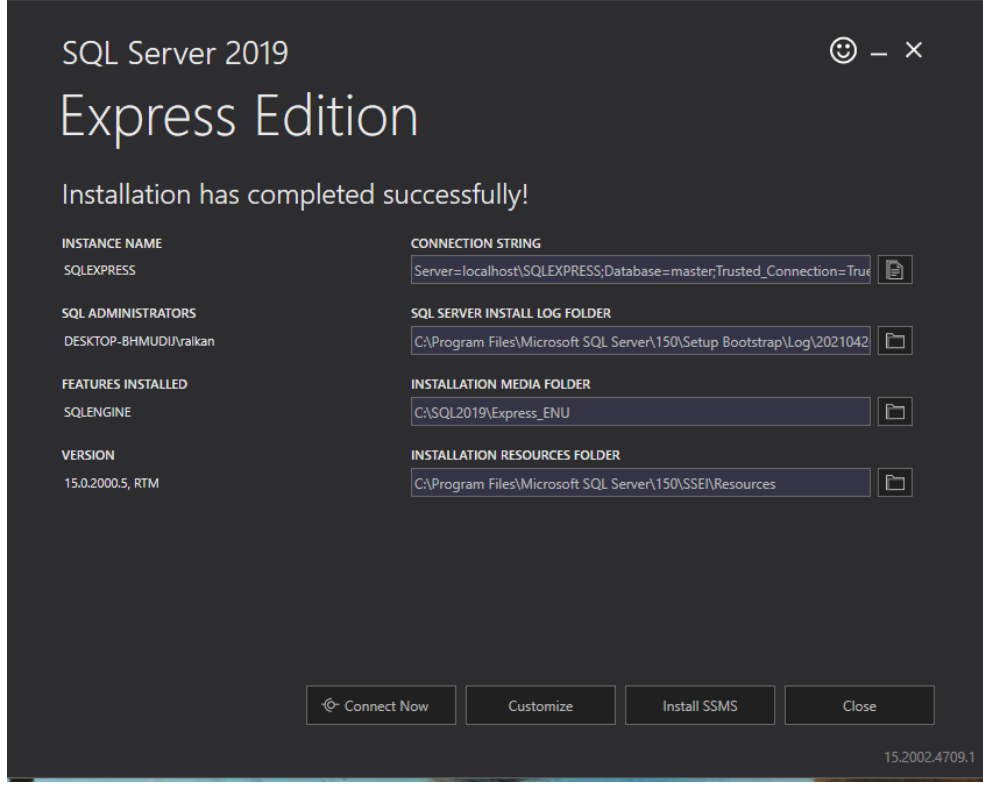 SQL Server 2019
Express Edition
Installation has completed successfully!
INSTANCE NAME
SQLEXPRESS
CONNECTION STRING
Server=localhost\SQLEXPRESS;Database=master;Trusted_Connection=True
SQL ADMINISTRATORS
DESKTOP-BHMUDIJ\ralkan
SQL SERVER INSTALL LOG FOLDER
C:\Program Files\Microsoft SQL Server\150\Setup Bootstrap\Log\2021042
FEATURES INSTALLED
SQLENGINE
INSTALLATION MEDIA FOLDER
C:\SQL2019\Express_ENU
VERSION
15.0.2000.5, RTM
INSTALLATION RESOURCES FOLDER
C:\Program Files\Microsoft SQL Server\150\SSEI\Resources
Connect Now
Customize
Install SSMS
Close
15.2002.4709.1